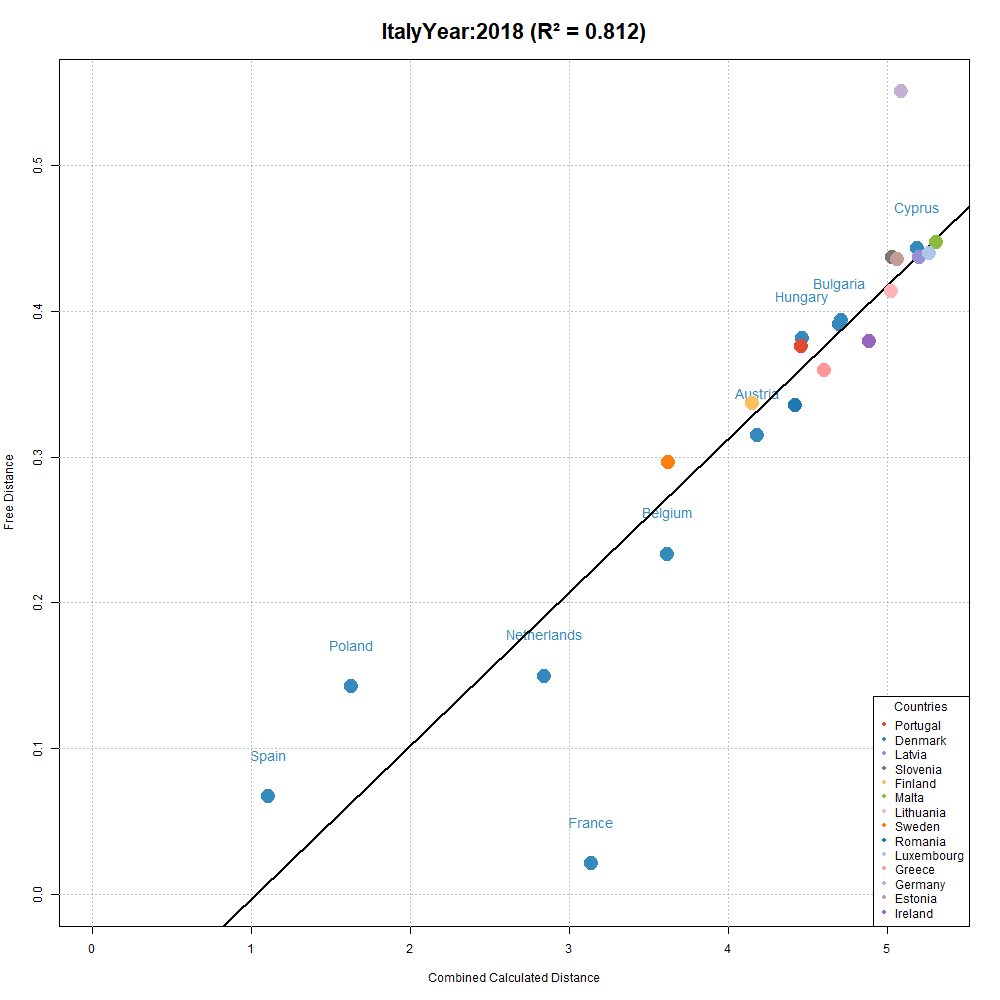 ItalyYear:2018 (R² = 0.812)
0.5
0.4
0.3
0.2
0.1
0.0
Free Distance
Cyprus
Bulgaria
Hungary
Austria
Belgium
Netherlands
Poland
Spain
France
Countries
Portugal
Denmark
Latvia
Slovenia
Finland
Malta
Lithuania
Sweden
Romania
Luxembourg
Greece
Germany
Estonia
Ireland
0 1 2 3 4 5
Combined Calculated Distance